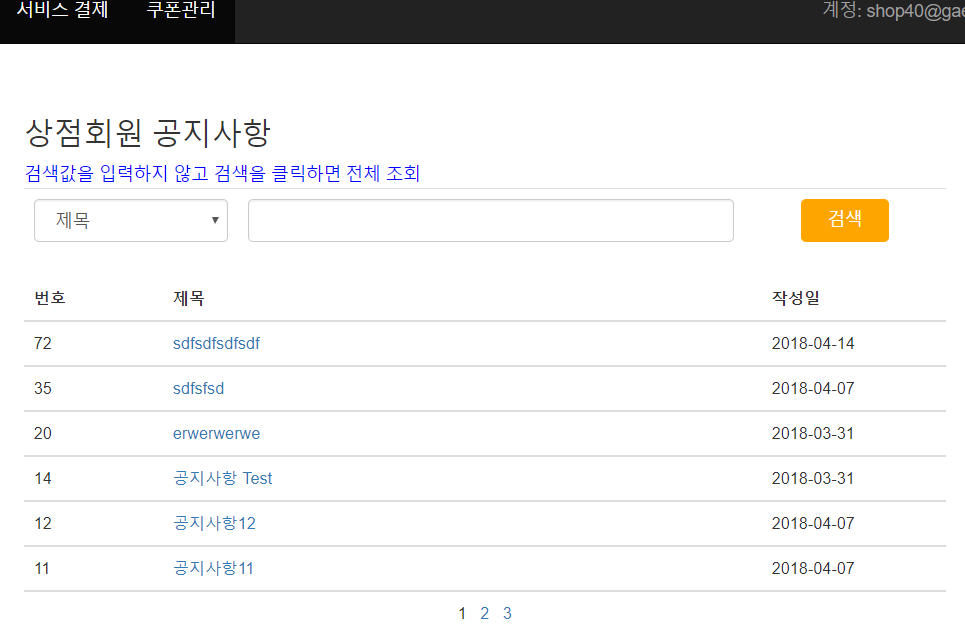 서비스 결제 쿠폰관리 계정: shop40@gae
상점회원 공지사항
검색값을 입력하지 않고 검색을 클릭하면 전체 조회
제목 검색
번호 제목 작성일
72 sdfsdfsdfsdf 2018-04-14
35 sdfsfsd 2018-04-07
20 erwerwerwe 2018-03-31
14 공지사항 Test 2018-03-31
12 공지사항12 2018-04-07
11 공지사항11 2018-04-07
1 2 3